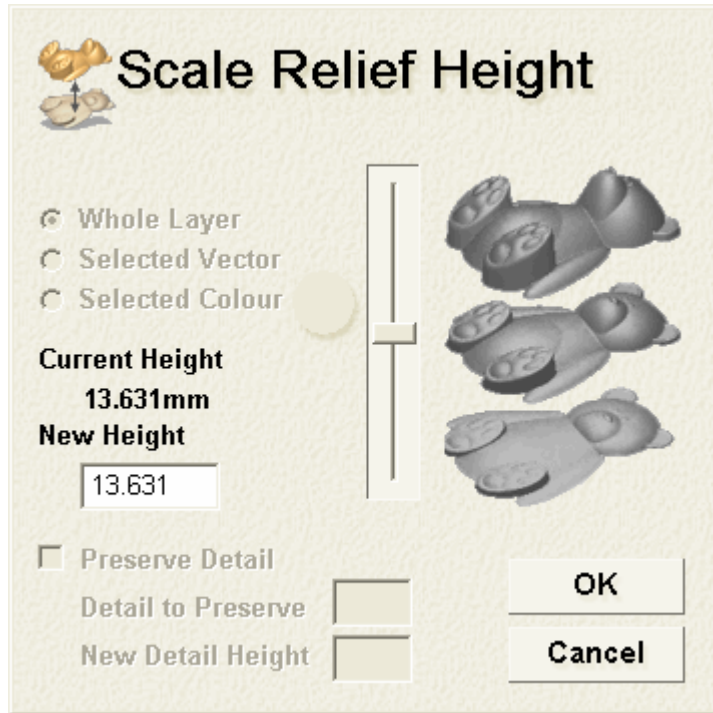 Scale Relief Height
Whole Layer
Selected Vector
Selected Colour
Current Height
13.631mm
New Height
13.631
Preserve Detail
Detail to Preserve
New Detail Height
OK
Cancel